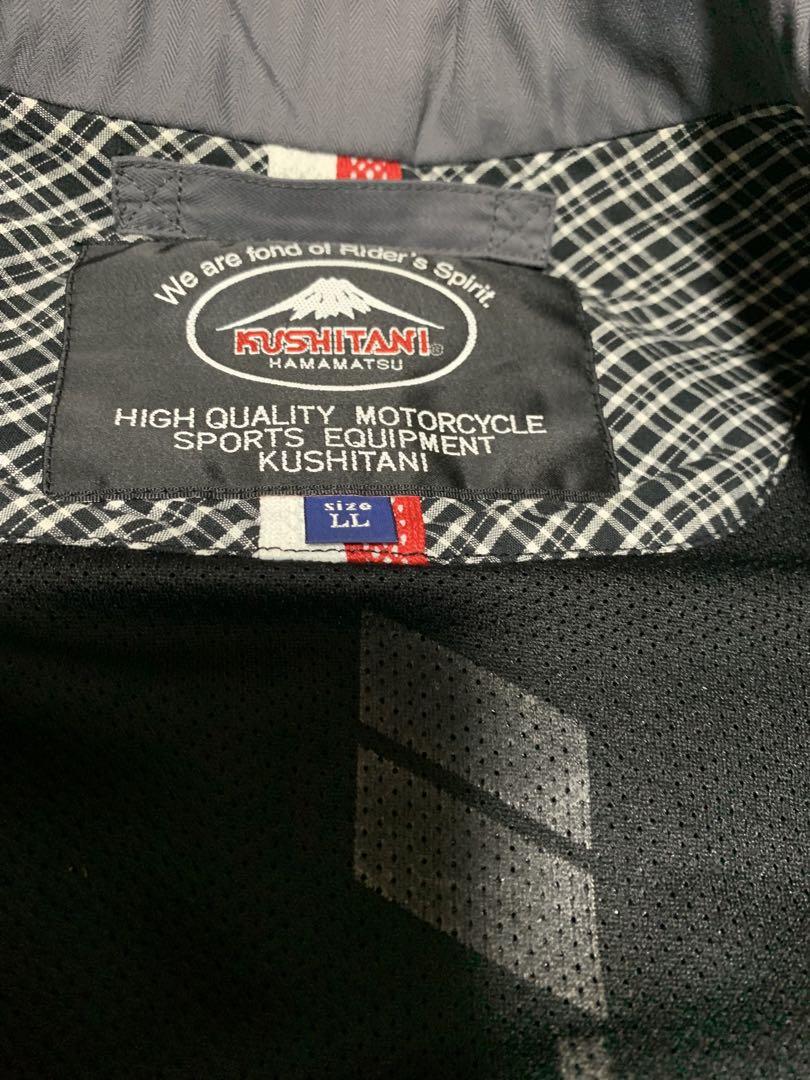 We are fond of Rider's Spirit.
KUSHITANI®
HAMAMATSU
HIGH QUALITY MOTORCYCLE
SPORTS EQUIPMENT
KUSHITANI
size
LL